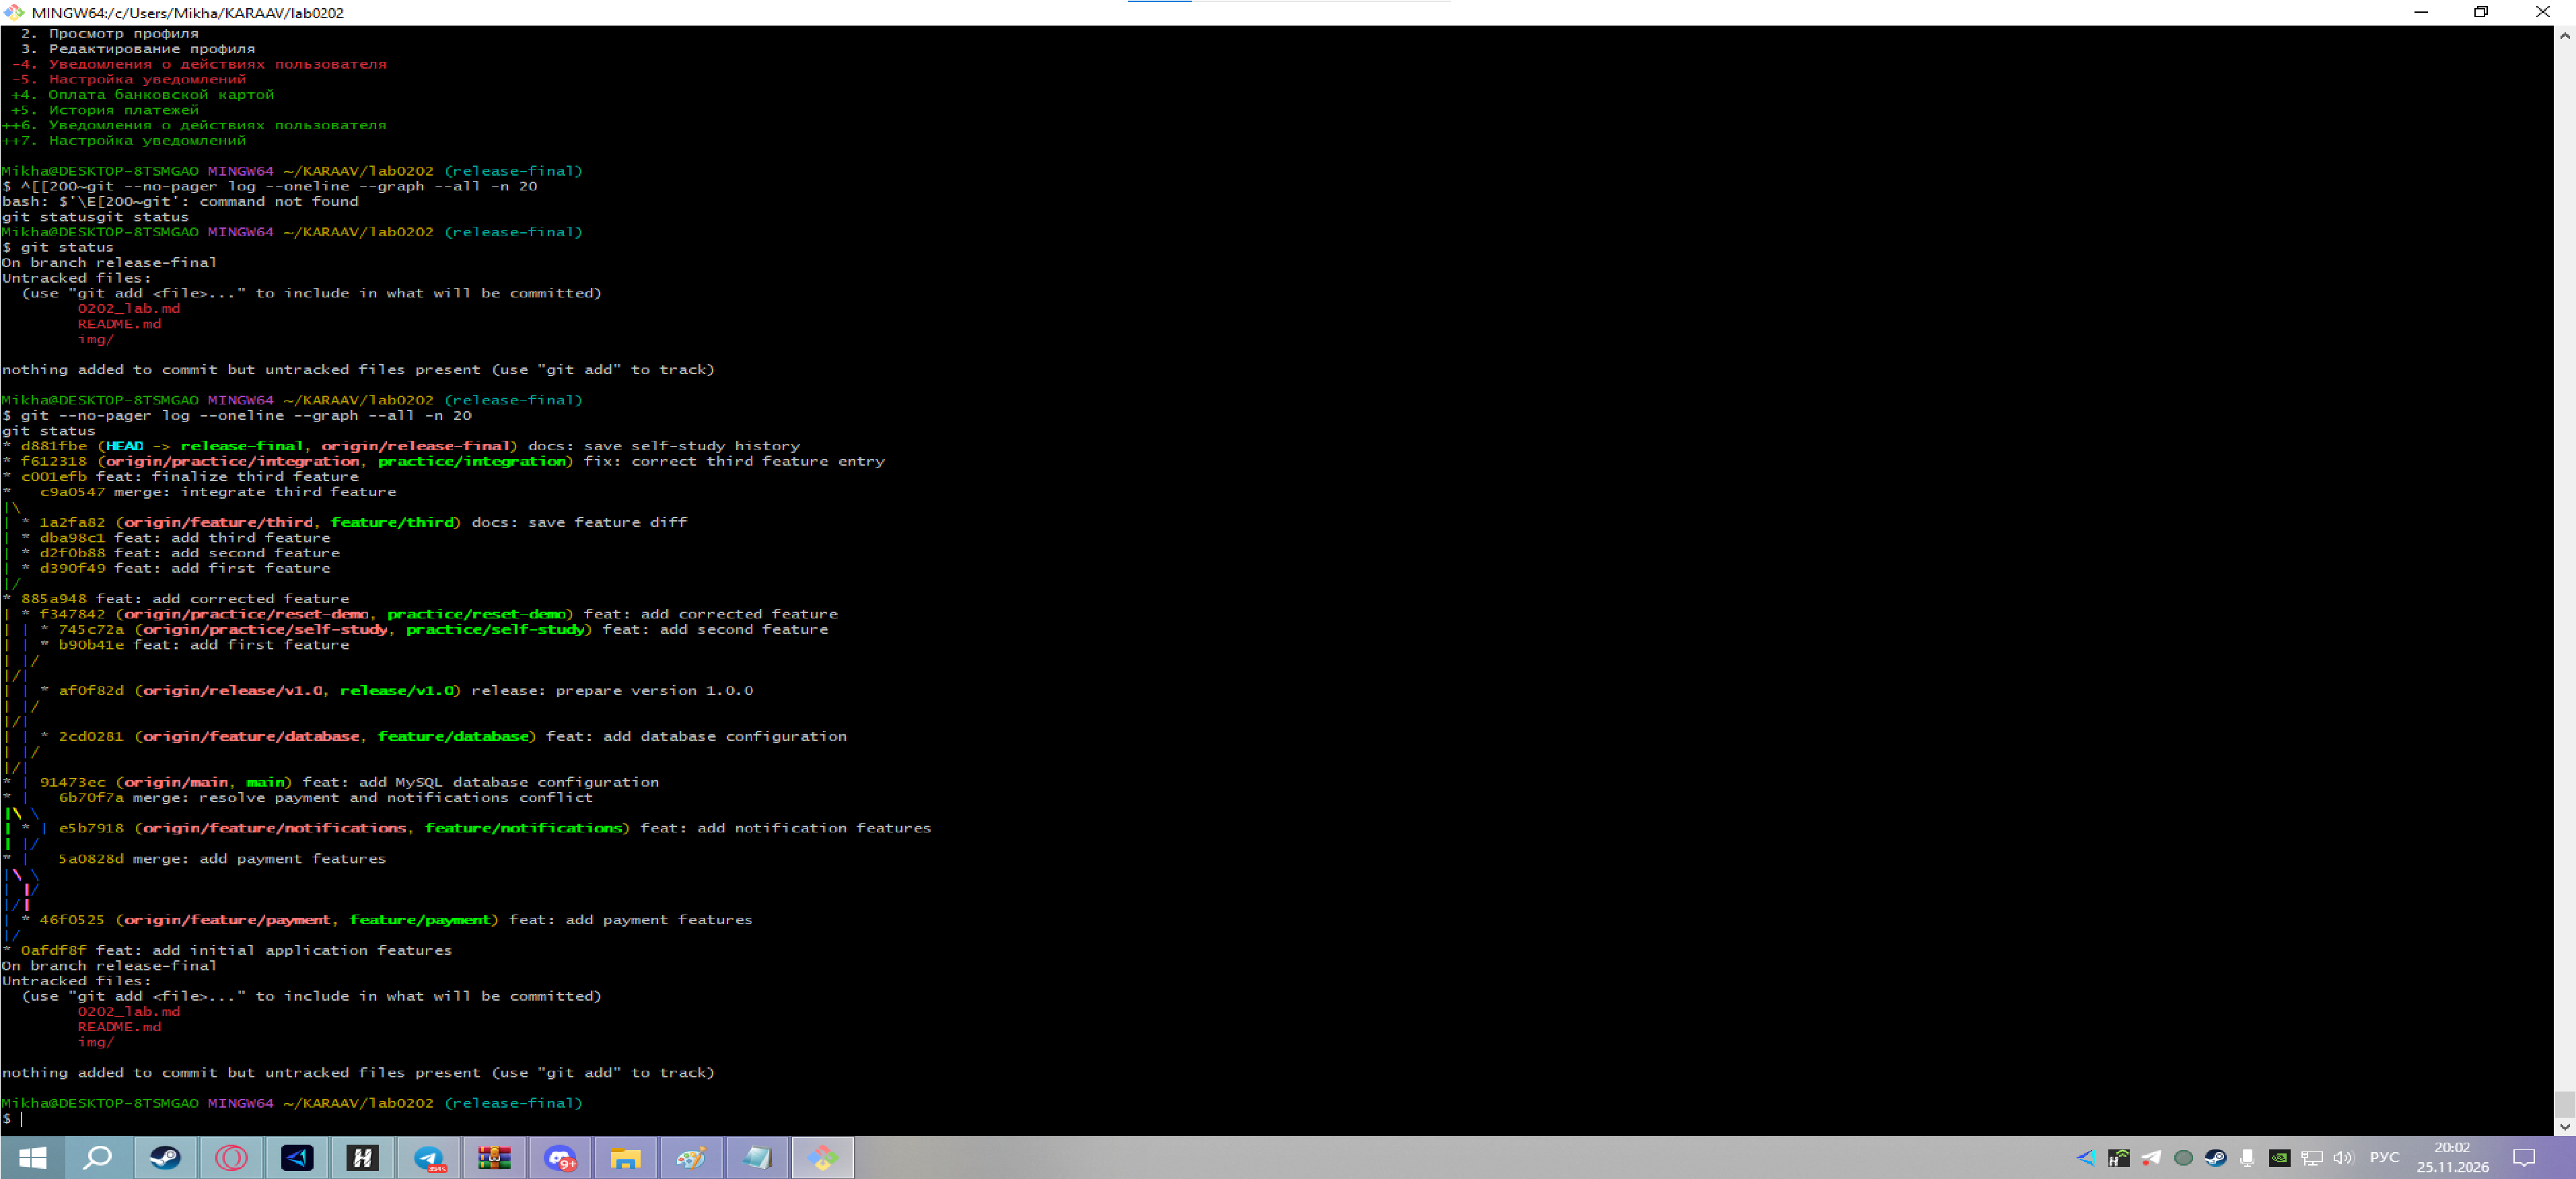 MINGW64:/c/Users/Mikha/KARAAV/lab0202
2. Просмотр профиля
3. Редактирование профиля
-4. Уведомления о действиях пользователя
-5. Настройка уведомлений
+4. Оплата банковской картой
+5. История платежей
++6. Уведомления о действиях пользователя
++7. Настройка уведомлений
Mikha@DESKTOP-8TSMGAO MINGW64 ~/KARAAV/lab0202 (release-final)
$ ^[[200~git --no-pager log --oneline --graph --all -n 20
bash: $'\E[200~git': command not found
git statusgit status
Mikha@DESKTOP-8TSMGAO MINGW64 ~/KARAAV/lab0202 (release-final)
$ git status
On branch release-final
Untracked files:
(use "git add <file>..." to include in what will be committed)
0202_lab.md
README.md
img/
nothing added to commit but untracked files present (use "git add" to track)
Mikha@DESKTOP-8TSMGAO MINGW64 ~/KARAAV/lab0202 (release-final)
$ git --no-pager log --oneline --graph --all -n 20
git status
* d881fbe (HEAD -> release-final, origin/release-final) docs: save self-study history
* f612318 (origin/practice/integration, practice/integration) fix: correct third feature entry
* c001efb feat: finalize third feature
*   c9a0547 merge: integrate third feature
|\
| * 1a2fa82 (origin/feature/third, feature/third) docs: save feature diff
| * dba98c1 feat: add third feature
| * d2f0b88 feat: add second feature
| * d390f49 feat: add first feature
|/
* 885a948 feat: add corrected feature
| * f347842 (origin/practice/reset-demo, practice/reset-demo) feat: add corrected feature
| | * 745c72a (origin/practice/self-study, practice/self-study) feat: add second feature
| | * b90b41e feat: add first feature
| |/
|/|
| | * af0f82d (origin/release/v1.0, release/v1.0) release: prepare version 1.0.0
| |/
|/|
| | * 2cd0281 (origin/feature/database, feature/database) feat: add database configuration
| |/
|/|
* | 91473ec (origin/main, main) feat: add MySQL database configuration
* |   6b70f7a merge: resolve payment and notifications conflict
|\ \
| * | e5b7918 (origin/feature/notifications, feature/notifications) feat: add notification features
| |/
* |   5a0828d merge: add payment features
|\ \
| |/
|/|
| * 46f0525 (origin/feature/payment, feature/payment) feat: add payment features
|/
* 0afdf8f feat: add initial application features
On branch release-final
Untracked files:
(use "git add <file>..." to include in what will be committed)
0202_lab.md
README.md
img/
nothing added to commit but untracked files present (use "git add" to track)
Mikha@DESKTOP-8TSMGAO MINGW64 ~/KARAAV/lab0202 (release-final)
$
9+
РУС
20:02
25.11.2026